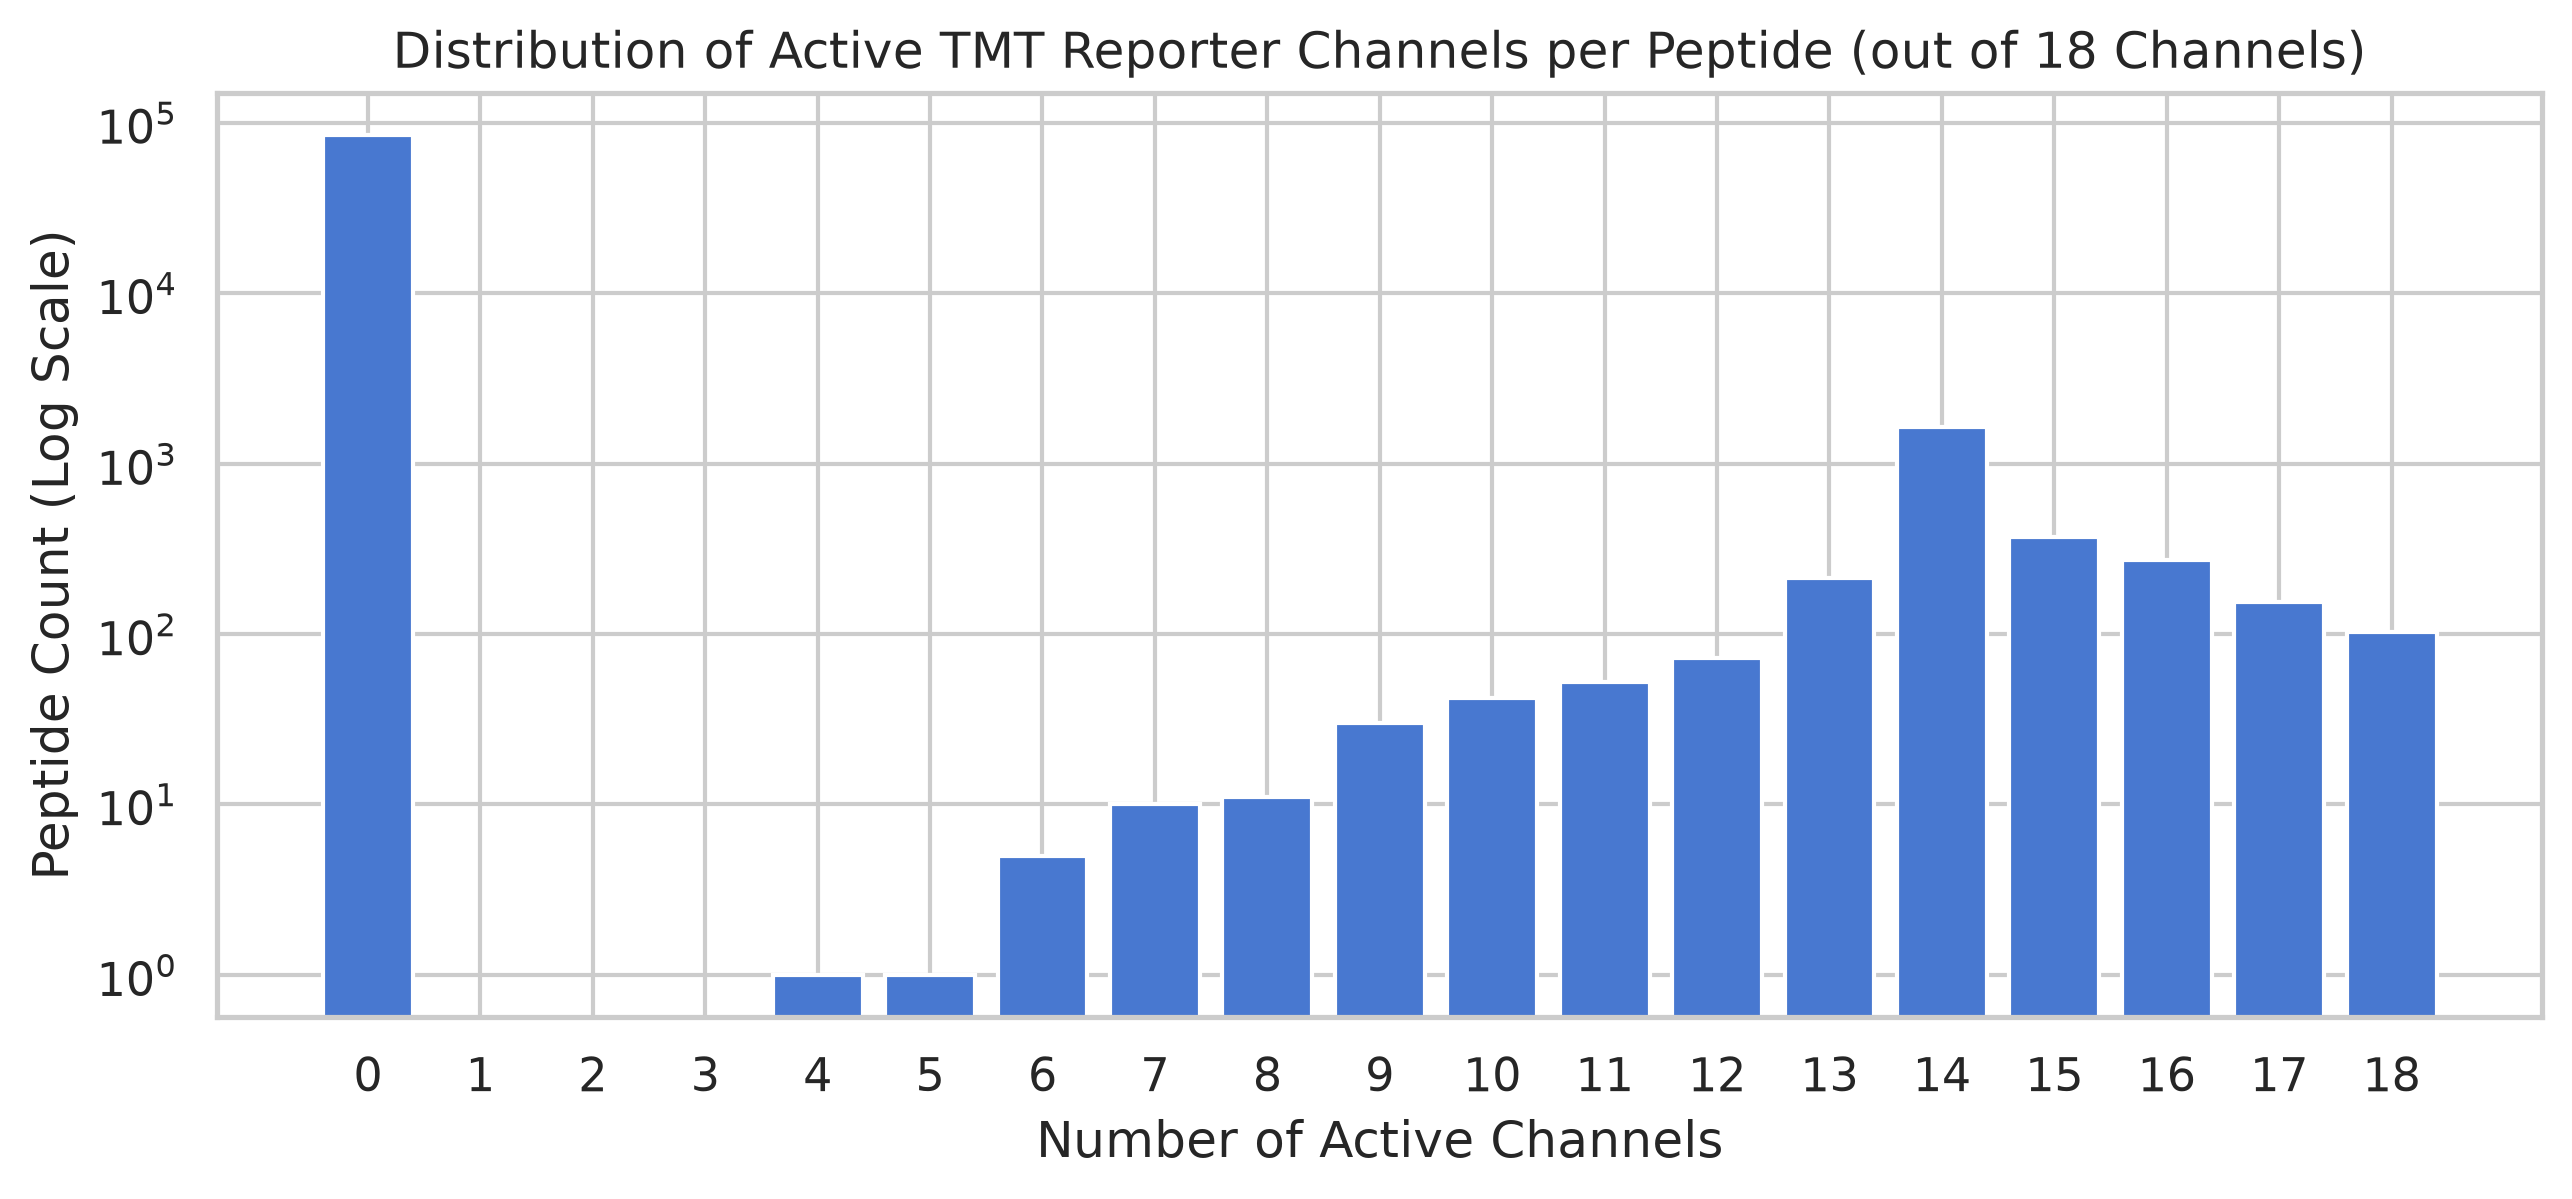 Distribution of Active TMT Reporter Channels per Peptide (out of 18 Channels)
Peptide Count (Log Scale)
10⁵
10⁴
10³
10²
10¹
10⁰
0 1 2 3 4 5 6 7 8 9 10 11 12 13 14 15 16 17 18
Number of Active Channels